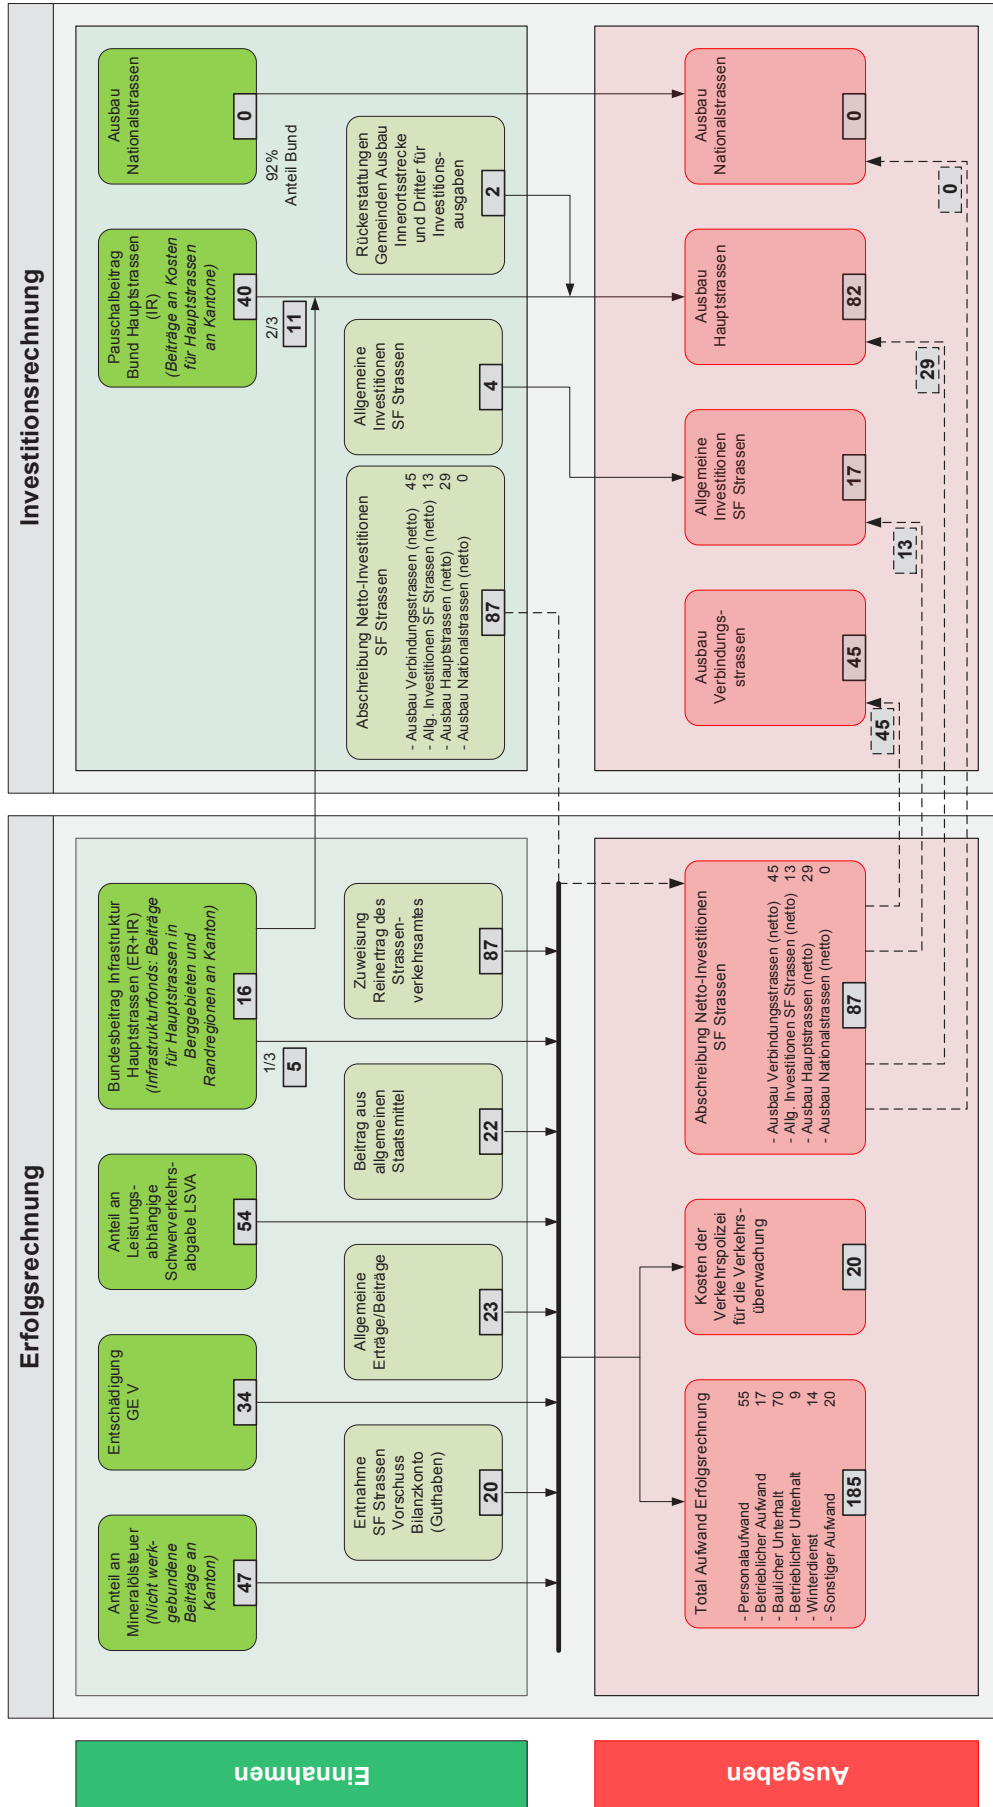 Erfolgsrechnung
Investitionsrechnung
Einnahmen
Anteil an
Mineralölsteuer
(Nicht werk-
gebundene
Beiträge an
Kanton)
47
Entschädigung
GE V
34
Anteil an
Leistungs-
abhängige
Schwerverkehrs-
abgabe LSVA
54
Bundesbeitrag Infrastruktur
Hauptstrassen (ER+IR)
(Infrastrukturfonds: Beiträge
für Hauptstrassen in
Berggebieten und
Randregionen an Kanton)
16
1/3
5
Pauschalbeitrag
Bund Hauptstrassen
(IR)
(Beiträge an Kosten
für Hauptstrassen
an Kantone)
40
2/3
11
Ausbau
Nationalstrassen
0
92%
Anteil Bund
Entnahme
SF Strassen
Vorschuss
Bilanzkonto
(Guthaben)
20
Allgemeine
Erträge/Beiträge
23
Beitrag aus
allgemeinen
Staatsmittel
22
Zuweisung
Reinertrag des
Strassen-
verkehrsamtes
87
Abschreibung Netto-Investitionen
SF Strassen
- Ausbau Verbindungsstrassen (netto) 45
- Allg. Investitionen SF Strassen (netto) 13
- Ausbau Hauptstrassen (netto) 29
- Ausbau Nationalstrassen (netto) 0
87
Allgemeine
Investitionen
SF Strassen
4
Rückerstattungen
Gemeinden Ausbau
Innerortsstrecke
und Dritter für
Investitions-
ausgaben
2
Ausgaben
Total Aufwand Erfolgsrechnung
- Personalaufwand 55
- Betrieblicher Aufwand 17
- Baulicher Unterhalt 70
- Betrieblicher Unterhalt 9
- Winterdienst 14
- Sonstiger Aufwand 20
185
Kosten der
Verkehrspolizei
für die Verkehrs-
überwachung
20
Abschreibung Netto-Investitionen
SF Strassen
- Ausbau Verbindungsstrassen (netto) 45
- Allg. Investitionen SF Strassen (netto) 13
- Ausbau Hauptstrassen (netto) 29
- Ausbau Nationalstrassen (netto) 0
87
Ausbau
Verbindungs-
strassen
45
Allgemeine
Investitionen
SF Strassen
17
Ausbau
Hauptstrassen
82
Ausbau
Nationalstrassen
0
45
13
29
0